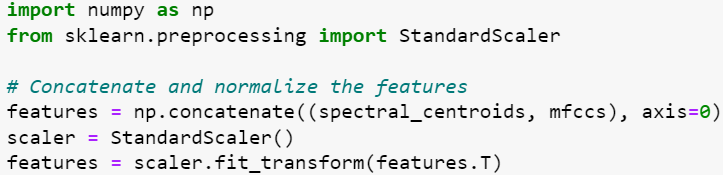 import numpy as np
from sklearn.preprocessing import StandardScaler
# Concatenate and normalize the features
features = np.concatenate((spectral_centroids, mfccs), axis=0)
scaler = StandardScaler()
features = scaler.fit_transform(features.T)